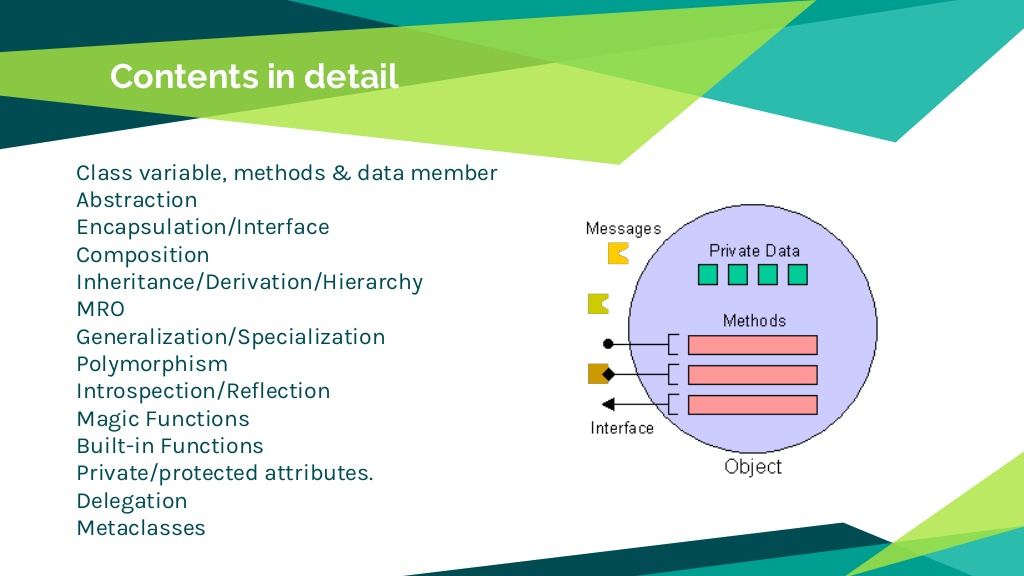 Contents in detail
Class variable, methods & data member
Abstraction
Encapsulation/Interface
Composition
Inheritance/Derivation/Hierarchy
MRO
Generalization/Specialization
Polymorphism
Introspection/Reflection
Magic Functions
Built-in Functions
Private/protected attributes.
Delegation
Metaclasses
Messages
Private Data
Methods
Interface
Object